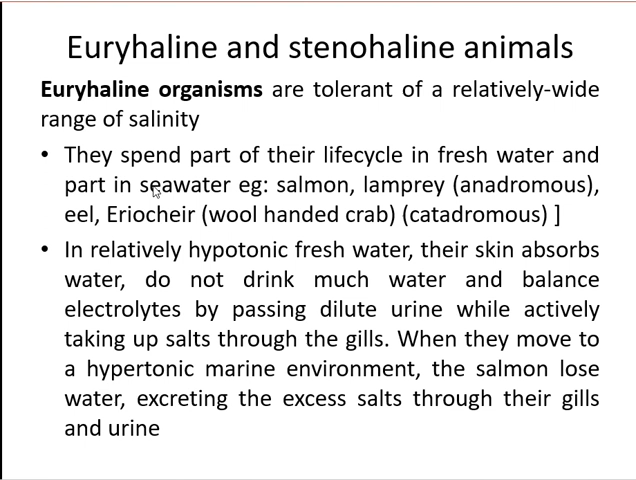 Euryhaline and stenohaline animals
Euryhaline organisms are tolerant of a relatively-wide
range of salinity
• They spend part of their lifecycle in fresh water and
part in seawater eg: salmon, lamprey (anadromous),
eel, Eriocheir (wool handed crab) (catadromous) ]
• In relatively hypotonic fresh water, their skin absorbs
water, do not drink much water and balance
electrolytes by passing dilute urine while actively
taking up salts through the gills. When they move to
a hypertonic marine environment, the salmon lose
water, excreting the excess salts through their gills
and urine